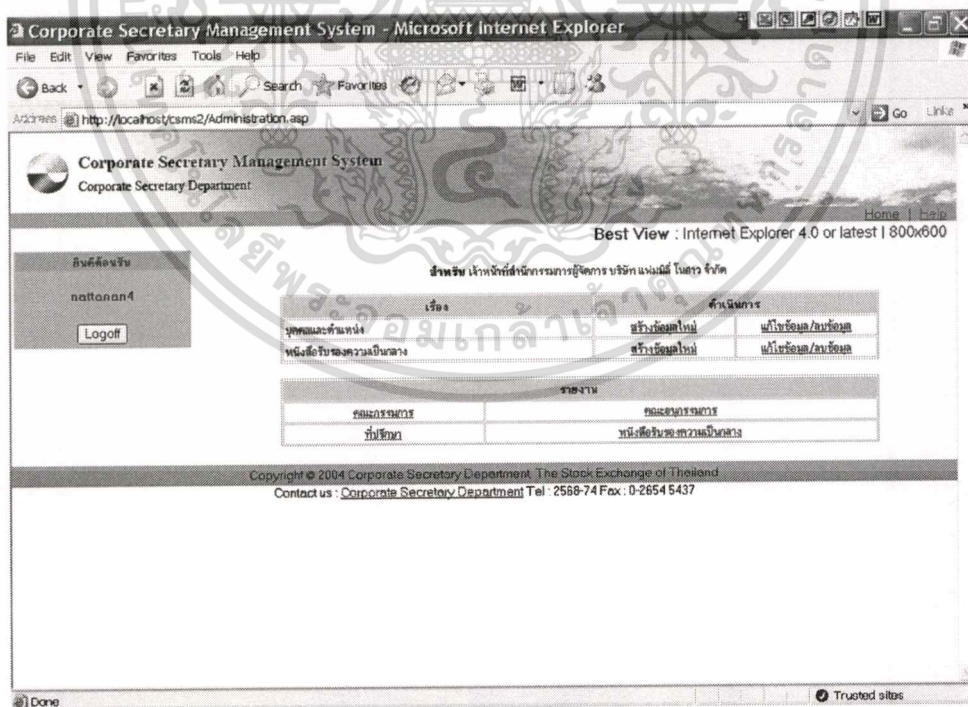 Corporate Secretary Management System - Microsoft Internet Explorer
File Edit View Favorites Tools Help
Back Search Favorites
Address http://localhost/csms2/Administration.asp Go Links
Corporate Secretary Management System
Corporate Secretary Department
Home | Help
Best View : Internet Explorer 4.0 or latest | 800x600
ยินดีต้อนรับ
nattanan4
Logoff
สำหรับ เจ้าหน้าที่สำนักกรรมการผู้จัดการ บริษัท แฟมมิลี่ โนฮาว จำกัด
เรื่อง ดำเนินการ
บุคคลและตำแหน่ง สร้างข้อมูลใหม่ แก้ไขข้อมูล/ลบข้อมูล
หนังสือรับรองความเป็นกลาง สร้างข้อมูลใหม่ แก้ไขข้อมูล/ลบข้อมูล
รายงาน
คณะกรรมการ คณะอนุกรรมการ
ที่ปรึกษา หนังสือรับรองความเป็นกลาง
Copyright © 2004 Corporate Secretary Department, The Stock Exchange of Thailand
Contact us : Corporate Secretary Department Tel : 2568-74 Fax : 0-2654 5437
Done Trusted sites